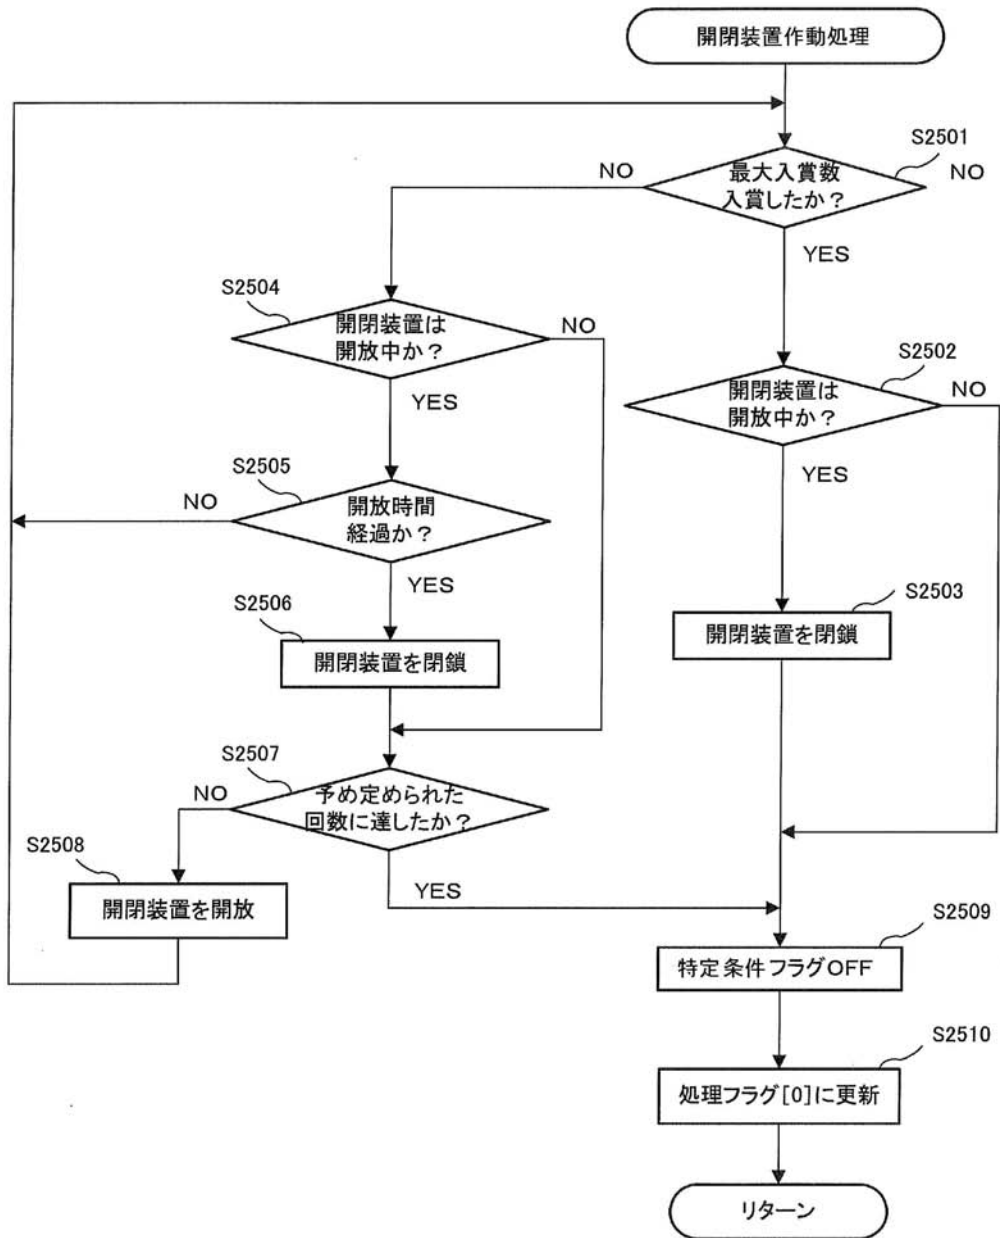 開閉装置作動処理
S2501
NO
最大入賞数
入賞したか？
NO
YES
S2504
開閉装置は
開放中か？
NO
YES
S2502
開閉装置は
開放中か？
NO
YES
S2505
NO
開放時間
経過か？
YES
S2506
開閉装置を閉鎖
S2503
開閉装置を閉鎖
S2507
NO
予め定められた
回数に達したか？
YES
S2508
開閉装置を開放
S2509
特定条件フラグOFF
S2510
処理フラグ[0]に更新
リターン